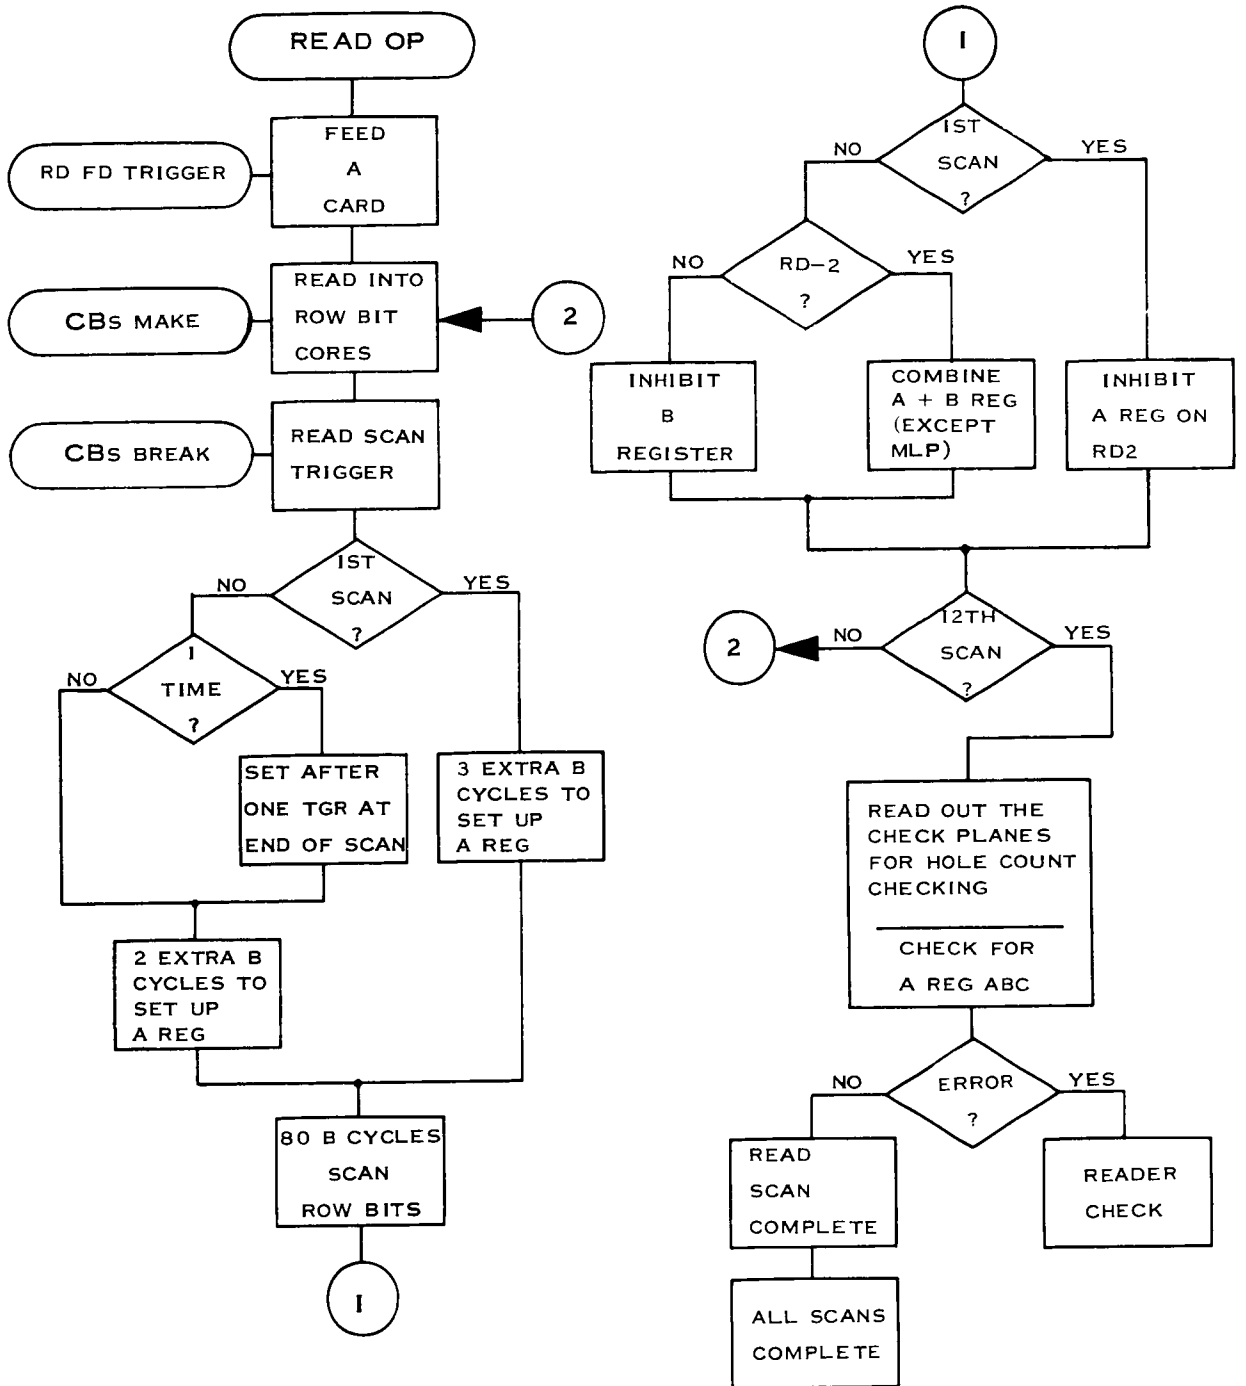 READ OP
FEED
A
CARD
RD FD TRIGGER
READ INTO
ROW BIT
CORES
CBs MAKE
2
READ SCAN
TRIGGER
CBs BREAK
1ST
SCAN
?
NO
YES
1
TIME
?
NO
YES
SET AFTER
ONE TGR AT
END OF SCAN
3 EXTRA B
CYCLES TO
SET UP
A REG
2 EXTRA B
CYCLES TO
SET UP
A REG
80 B CYCLES
SCAN
ROW BITS
1
1
1ST
SCAN
?
NO
YES
RD-2
?
NO
YES
INHIBIT
B
REGISTER
COMBINE
A + B REG
(EXCEPT
MLP)
INHIBIT
A REG ON
RD2
12TH
SCAN
?
NO
YES
2
READ OUT THE
CHECK PLANES
FOR HOLE COUNT
CHECKING
CHECK FOR
A REG ABC
ERROR
?
NO
YES
READ
SCAN
COMPLETE
READER
CHECK
ALL SCANS
COMPLETE